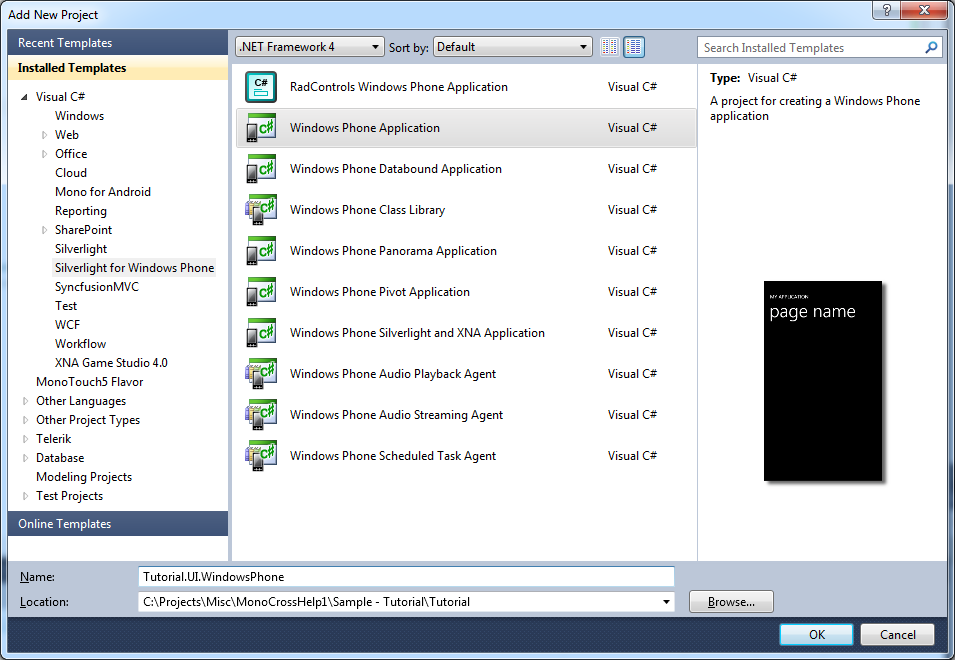 Add New Project
?
Recent Templates
Installed Templates
Visual C#
Windows
Web
Office
Cloud
Mono for Android
Reporting
SharePoint
Silverlight
Silverlight for Windows Phone
SyncfusionMVC
Test
WCF
Workflow
XNA Game Studio 4.0
MonoTouch5 Flavor
Other Languages
Other Project Types
Telerik
Database
Modeling Projects
Test Projects
Online Templates
.NET Framework 4 Sort by: Default
C# RadControls Windows Phone Application Visual C#
C# Windows Phone Application Visual C#
C# Windows Phone Databound Application Visual C#
C# Windows Phone Class Library Visual C#
C# Windows Phone Panorama Application Visual C#
C# Windows Phone Pivot Application Visual C#
C# Windows Phone Silverlight and XNA Application Visual C#
C# Windows Phone Audio Playback Agent Visual C#
C# Windows Phone Audio Streaming Agent Visual C#
C# Windows Phone Scheduled Task Agent Visual C#
Search Installed Templates
Type: Visual C#
A project for creating a Windows Phone
application
MY APPLICATION
page name
Name: Tutorial.UI.WindowsPhone
Location: C:\Projects\Misc\MonoCrossHelp1\Sample - Tutorial\Tutorial Browse...
OK Cancel